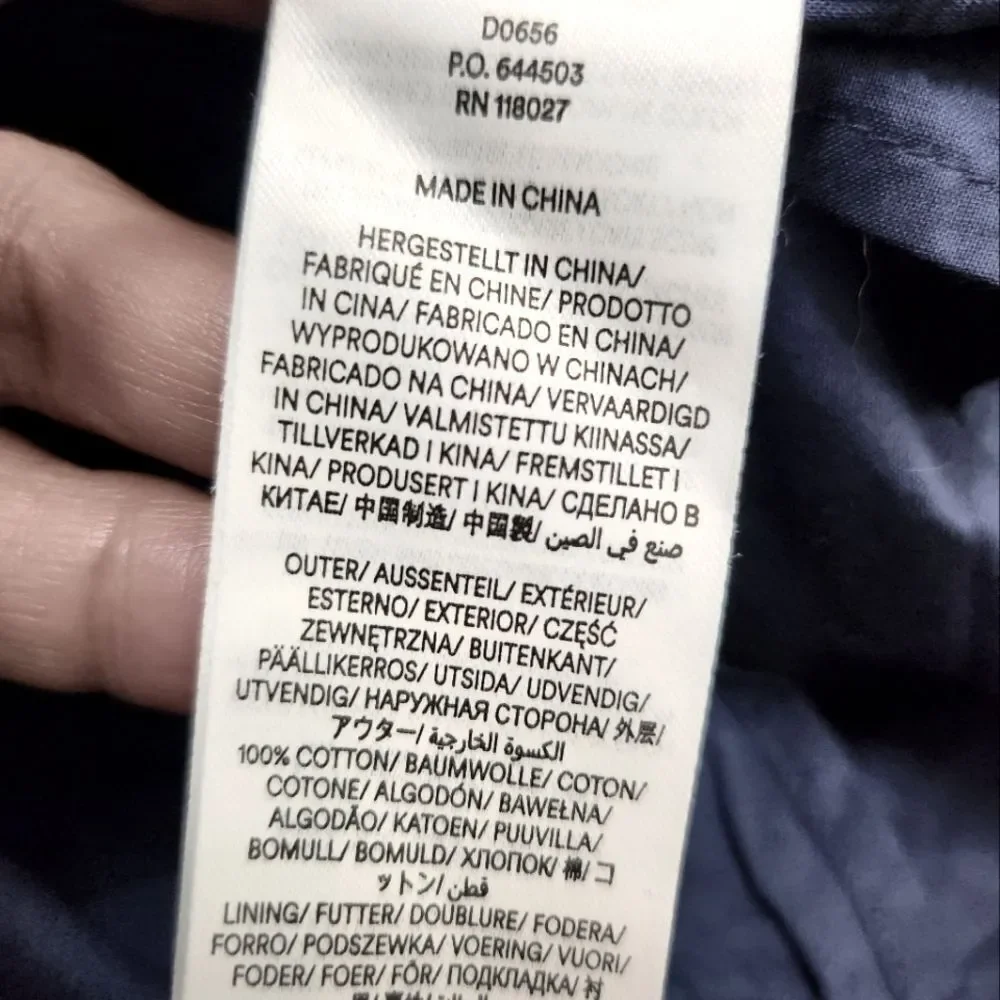 D0656
P.O. 644503
RN 118027
MADE IN CHINA
HERGESTELLT IN CHINA/
FABRIQUÉ EN CHINE/ PRODOTTO
IN CINA/ FABRICADO EN CHINA/
WYPRODUKOWANO W CHINACH/
FABRICADO NA CHINA/ VERVAARDIGD
IN CHINA/ VALMISTETTU KIINASSA/
TILLVERKAD I KINA/ FREMSTILLET I
KINA/ PRODUSERT I KINA/ СДЕЛАНО В
КИТАЕ/ 中国制造/ 中国製/ صنع في الصين
OUTER/ AUSSENTEIL/ EXTÉRIEUR/
ESTERNO/ EXTERIOR/ CZĘŚĆ
ZEWNĘTRZNA/ BUITENKANT/
PÄÄLLIKERROS/ UTSIDA/ UDVENDIG/
UTVENDIG/ НАРУЖНАЯ СТОРОНА/ 外层/
アウター/ الكسوة الخارجية
100% COTTON/ BAUMWOLLE/ COTON/
COTONE/ ALGODÓN/ BAWEŁNA/
ALGODÃO/ KATOEN/ PUUVILLA/
BOMULL/ BOMULD/ ХЛОПОК/ 棉/ コ
ットン/ قطن
LINING/ FUTTER/ DOUBLURE/ FODERA/
FORRO/ PODSZEWKA/ VOERING/ VUORI/
FODER/ FOER/ FÔR/ ПОДКЛАДКА/ 衬